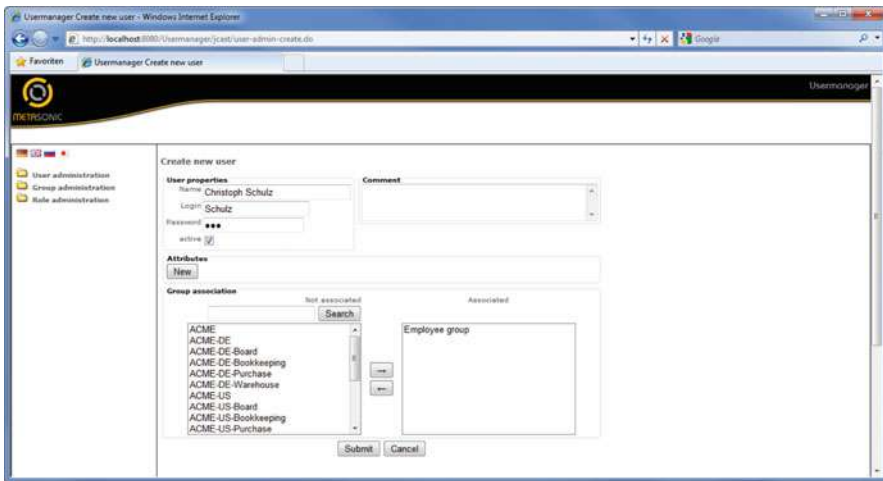 Usermanager Create new user - Windows Internet Explorer
http://localhost:8080/Usermanager/jcast/user-admin-create.do
Google
Favoriten
Usermanager Create new user
METASONIC
Usermanager
User administration
Group administration
Role administration
Create new user
User properties
Comment
Name Christoph Schulz
Login Schulz
Password •••
active
Attributes
New
Group association
Not associated
Associated
Search
ACME
ACME-DE
ACME-DE-Board
ACME-DE-Bookkeeping
ACME-DE-Purchase
ACME-DE-Warehouse
ACME-US
ACME-US-Board
ACME-US-Bookkeeping
ACME-US-Purchase
Employee group
→
←
Submit
Cancel